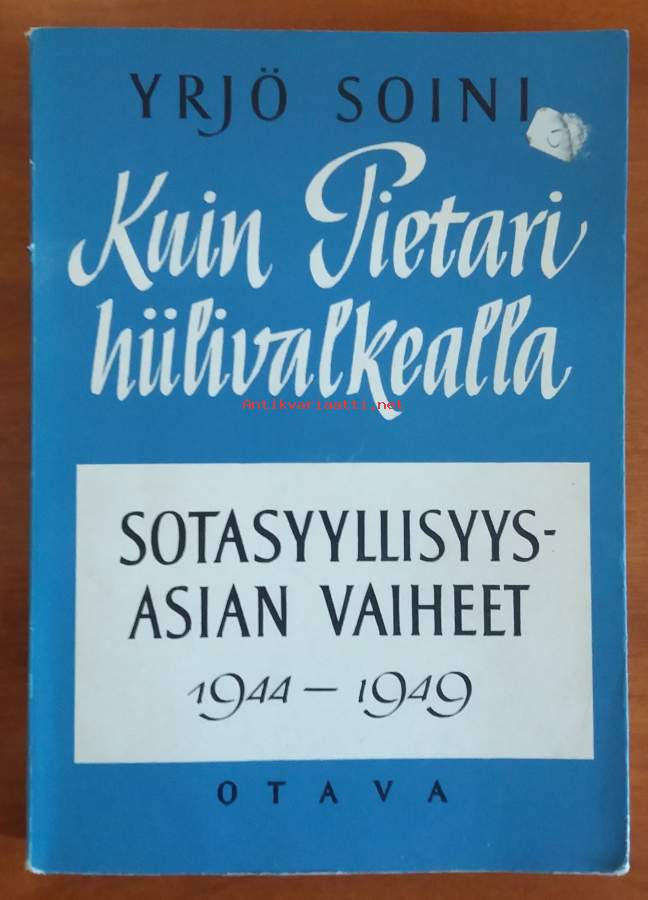 YRJÖ SOINI
Kuin Pietari
hiilivalkealla
Antikvariaatti.net
SOTASYYLLISYYS-
ASIAN VAIHEET
1944 – 1949
OTAVA